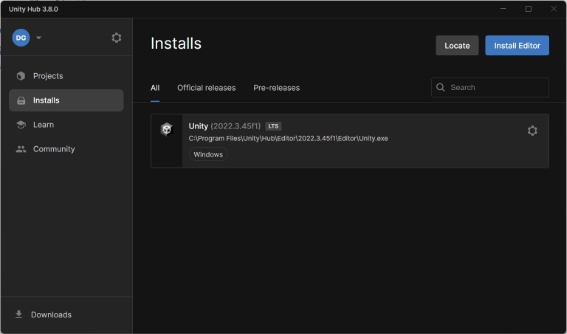 Unity Hub 3.8.0
DG
Projects
Installs
Learn
Community
Downloads
Installs
Locate
Install Editor
All
Official releases
Pre-releases
Search
Unity (2022.3.45f1) LTS
C:\Program Files\Unity\Hub\Editor\2022.3.45f1\Editor\Unity.exe
Windows